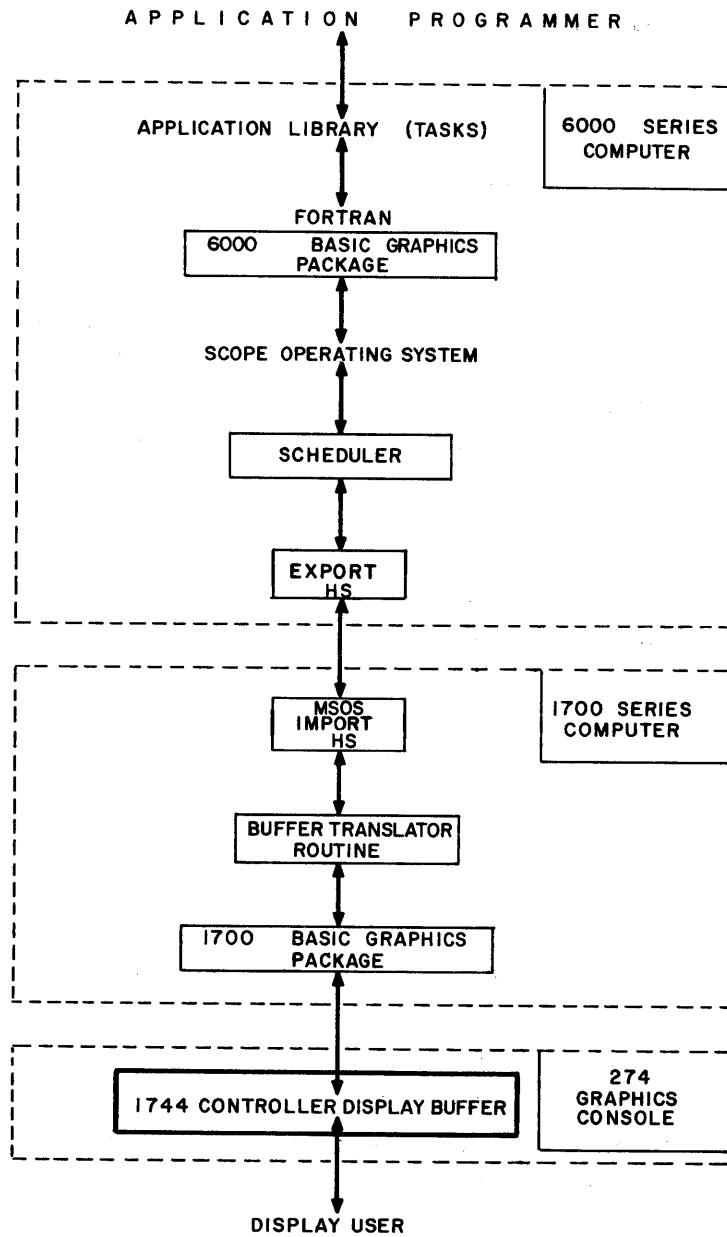 APPLICATION PROGRAMMER
APPLICATION LIBRARY (TASKS)
6000 SERIES
COMPUTER
FORTRAN
6000 BASIC GRAPHICS
PACKAGE
SCOPE OPERATING SYSTEM
SCHEDULER
EXPORT
HS
MSOS
IMPORT
HS
1700 SERIES
COMPUTER
BUFFER TRANSLATOR
ROUTINE
1700 BASIC GRAPHICS
PACKAGE
1744 CONTROLLER DISPLAY BUFFER
274
GRAPHICS
CONSOLE
DISPLAY USER